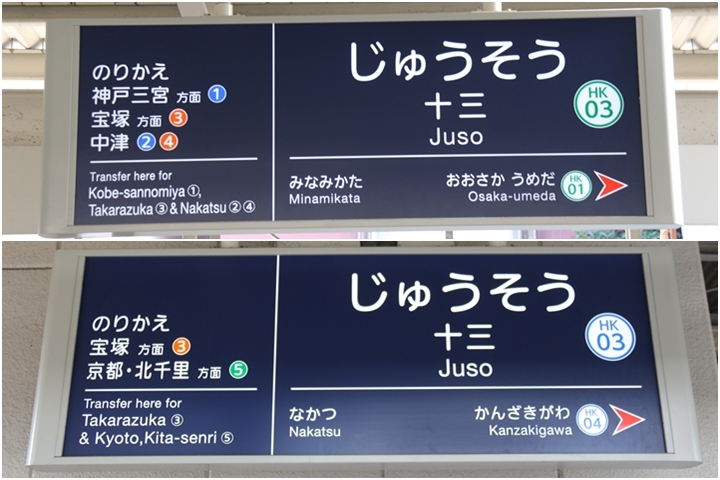 のりかえ
神戸三宮 方面 1
宝塚 方面 3
中津 2 4
Transfer here for
Kobe-sannomiya ①,
Takarazuka ③ & Nakatsu ② ④
じゅうそう
十三
Juso
HK
03
みなみかた
Minamikata
おおさか うめだ
Osaka-umeda
HK
01
のりかえ
宝塚 方面 3
京都・北千里 方面 5
Transfer here for
Takarazuka ③
& Kyoto,Kita-senri ⑤
じゅうそう
十三
Juso
HK
03
なかつ
Nakatsu
かんざきがわ
Kanzakigawa
HK
04